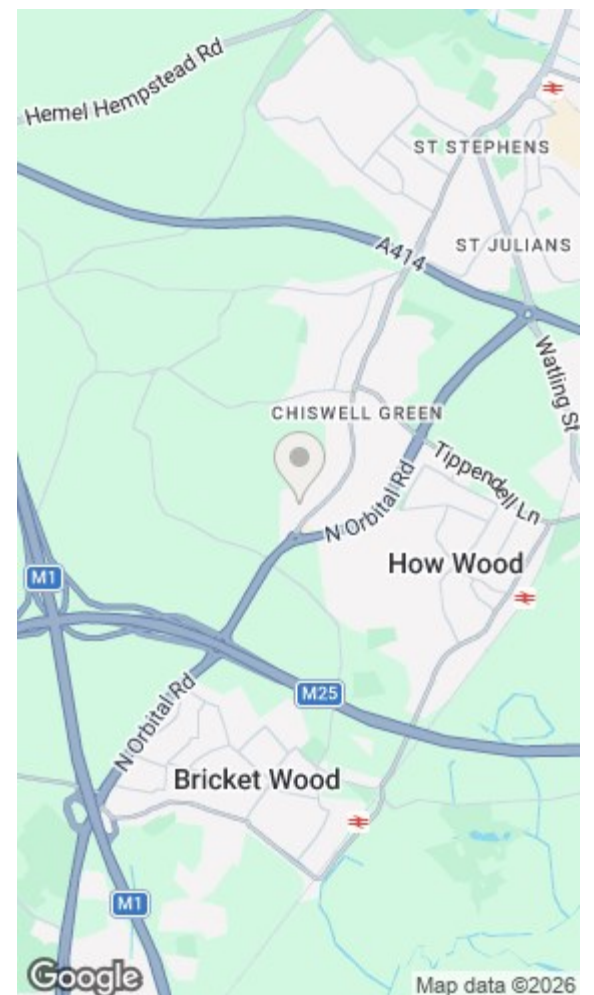 Hemel Hempstead Rd
ST STEPHENS
A414
ST JULIANS
Watling St
CHISWELL GREEN
Tippendell Ln
N Orbital Rd
How Wood
M1
M25
N Orbital Rd
Bricket Wood
M1
Google
Map data ©2026